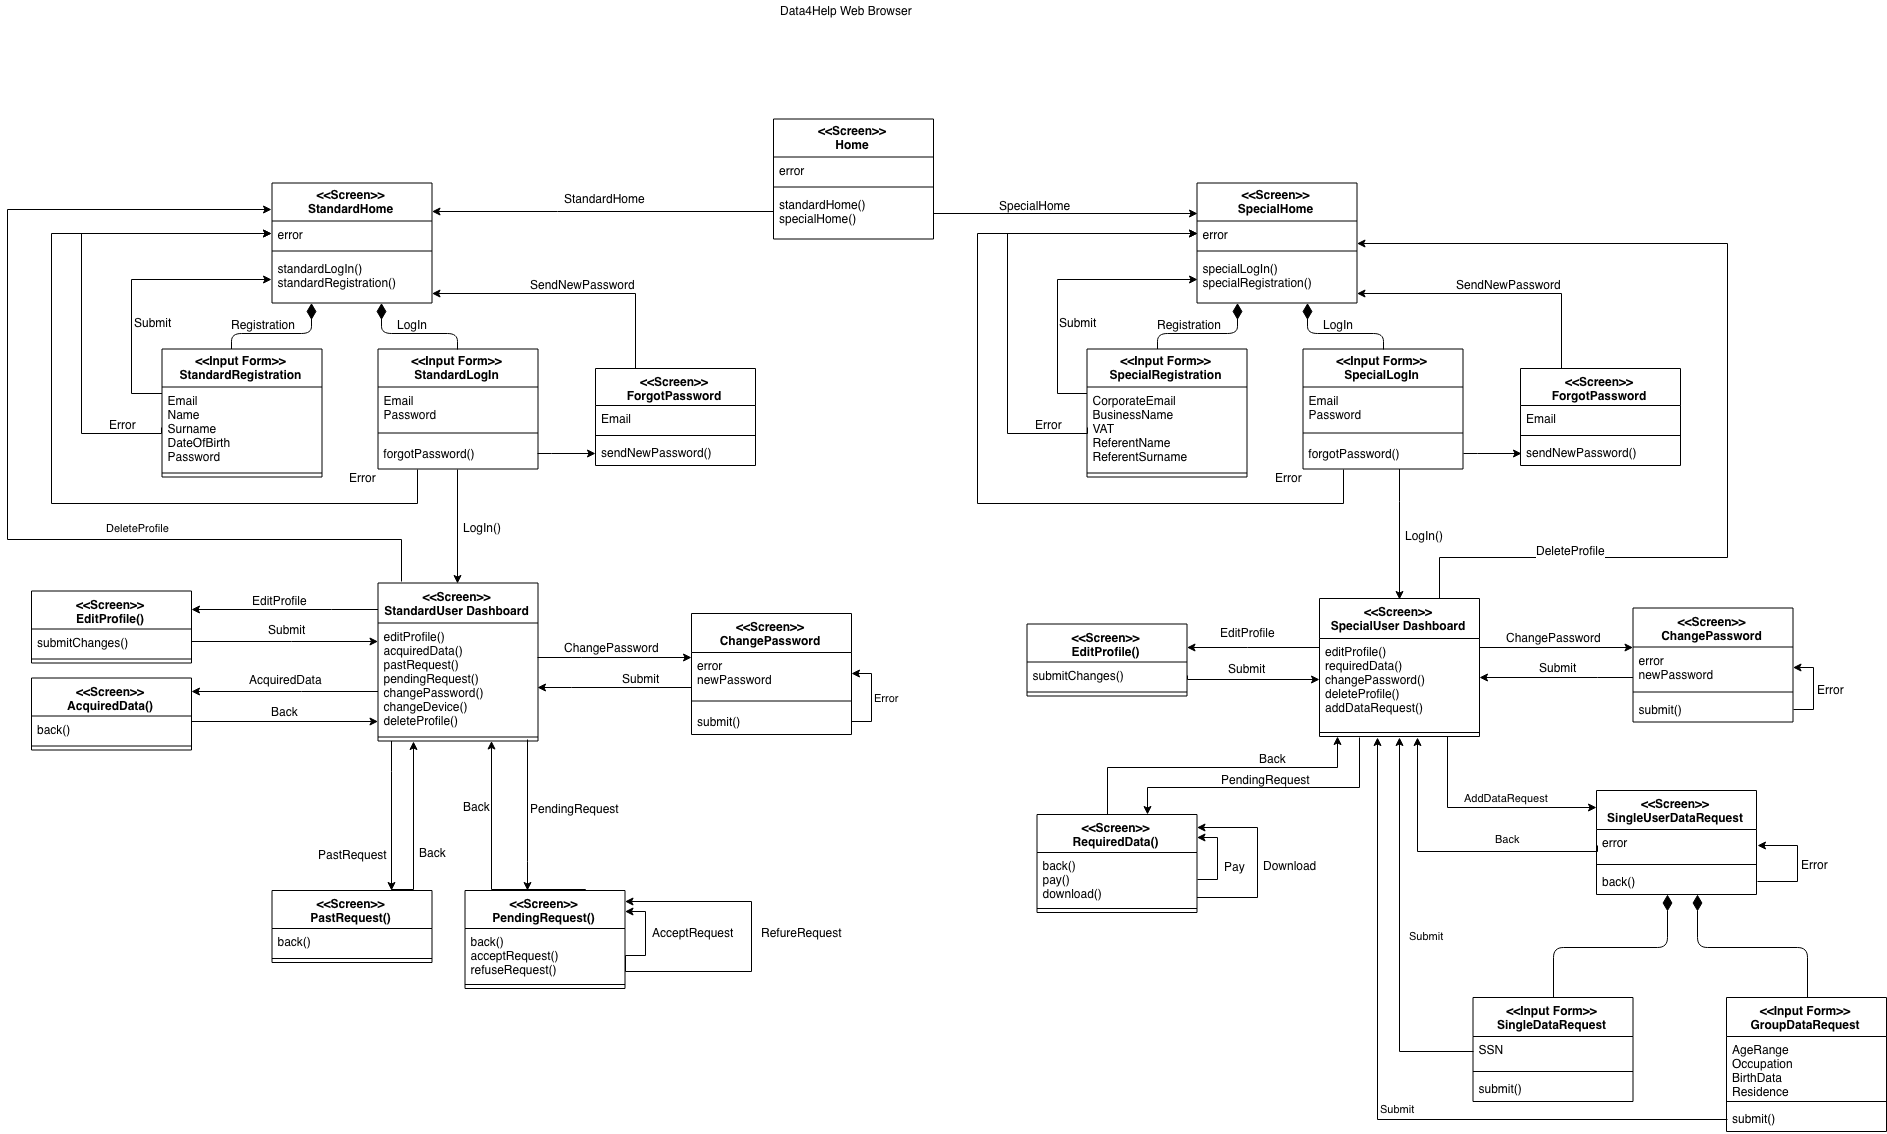 Data4Help Web Browser
<<Screen>>
Home
error
standardHome()
specialHome()
StandardHome
SpecialHome
<<Screen>>
StandardHome
error
standardLogIn()
standardRegistration()
SendNewPassword
Submit
Registration
LogIn
<<Input Form>>
StandardRegistration
Email
Name
Surname
DateOfBirth
Password
Error
<<Input Form>>
StandardLogIn
Email
Password
forgotPassword()
Error
<<Screen>>
ForgotPassword
Email
sendNewPassword()
DeleteProfile
LogIn()
<<Screen>>
EditProfile()
submitChanges()
EditProfile
Submit
<<Screen>>
AcquiredData()
back()
AcquiredData
Back
<<Screen>>
StandardUser Dashboard
editProfile()
acquiredData()
pastRequest()
pendingRequest()
changePassword()
changeDevice()
deleteProfile()
ChangePassword
Submit
<<Screen>>
ChangePassword
error
newPassword
submit()
Error
PastRequest
Back
Back
PendingRequest
<<Screen>>
PastRequest()
back()
<<Screen>>
PendingRequest()
back()
acceptRequest()
refuseRequest()
AcceptRequest
RefureRequest
<<Screen>>
SpecialHome
error
specialLogIn()
specialRegistration()
SendNewPassword
Submit
Registration
LogIn
<<Input Form>>
SpecialRegistration
CorporateEmail
BusinessName
VAT
ReferentName
ReferentSurname
Error
<<Input Form>>
SpecialLogIn
Email
Password
forgotPassword()
Error
<<Screen>>
ForgotPassword
Email
sendNewPassword()
LogIn()
DeleteProfile
<<Screen>>
EditProfile()
submitChanges()
EditProfile
Submit
<<Screen>>
SpecialUser Dashboard
editProfile()
requiredData()
changePassword()
deleteProfile()
addDataRequest()
ChangePassword
Submit
<<Screen>>
ChangePassword
error
newPassword
submit()
Error
Back
PendingRequest
<<Screen>>
RequiredData()
back()
pay()
download()
Pay
Download
AddDataRequest
Back
<<Screen>>
SingleUserDataRequest
error
back()
Error
Submit
<<Input Form>>
SingleDataRequest
SSN
submit()
<<Input Form>>
GroupDataRequest
AgeRange
Occupation
BirthData
Residence
submit()
Submit